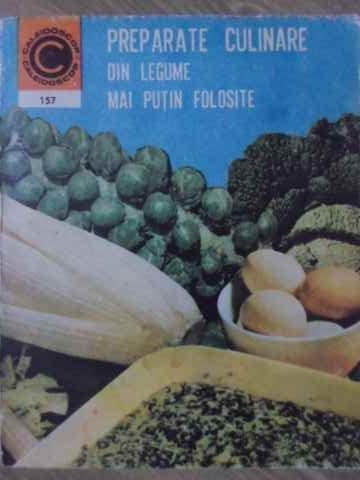 CALEIDOSCOP
CALEIDOSCOP
157
PREPARATE CULINARE
DIN LEGUME
MAI PUȚIN FOLOSITE